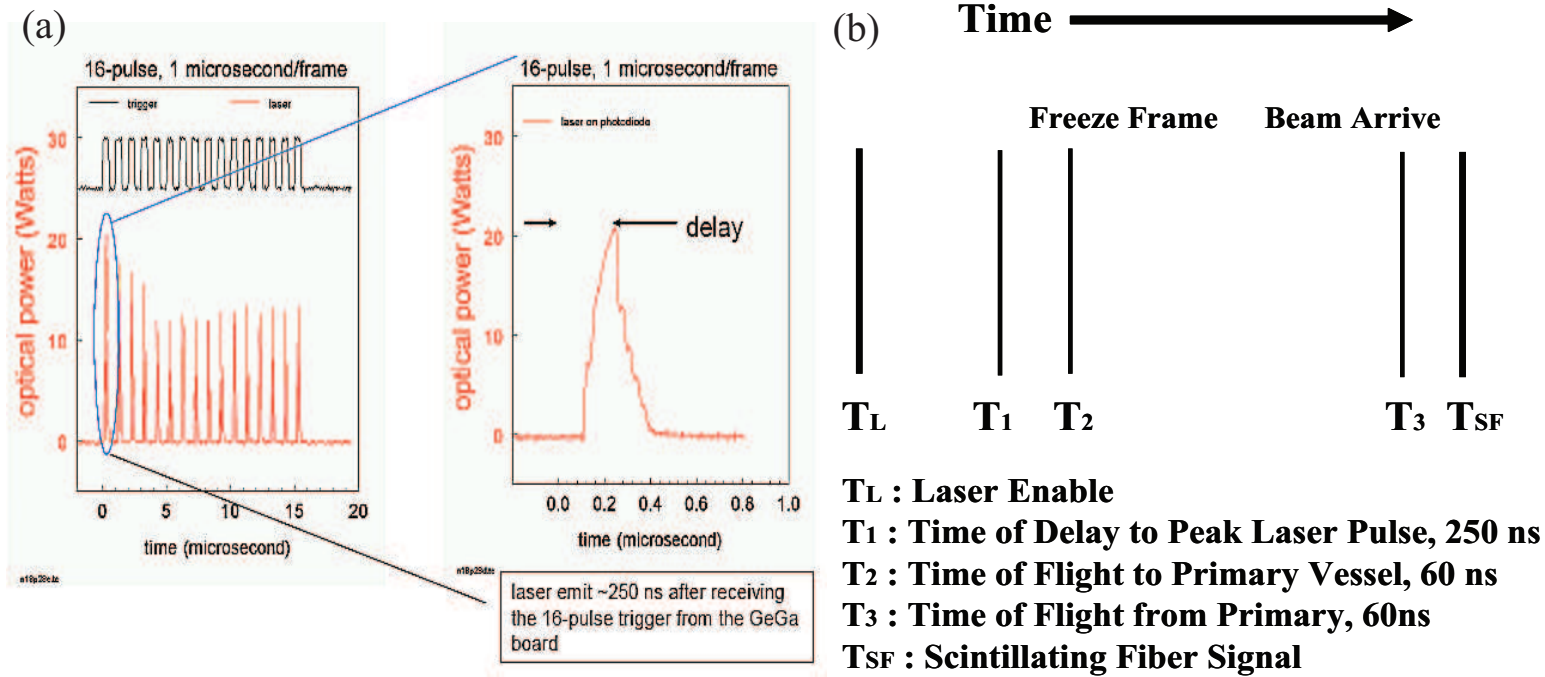 (a)
16-pulse, 1 microsecond/frame
trigger
laser
optical power (Watts)
30
20
10
0
0 5 10 15 20
time (microsecond)
16-pulse, 1 microsecond/frame
laser on photodiode
delay
optical power (Watts)
30
20
10
0
0.0 0.2 0.4 0.6 0.8 1.0
time (microsecond)
laser emit ~250 ns after receiving
the 16-pulse trigger from the GeGa
board
(b)
Time
Freeze Frame
Beam Arrive
TL T1 T2 T3 TSF
TL : Laser Enable
T1 : Time of Delay to Peak Laser Pulse, 250 ns
T2 : Time of Flight to Primary Vessel, 60 ns
T3 : Time of Flight from Primary, 60ns
TSF : Scintillating Fiber Signal